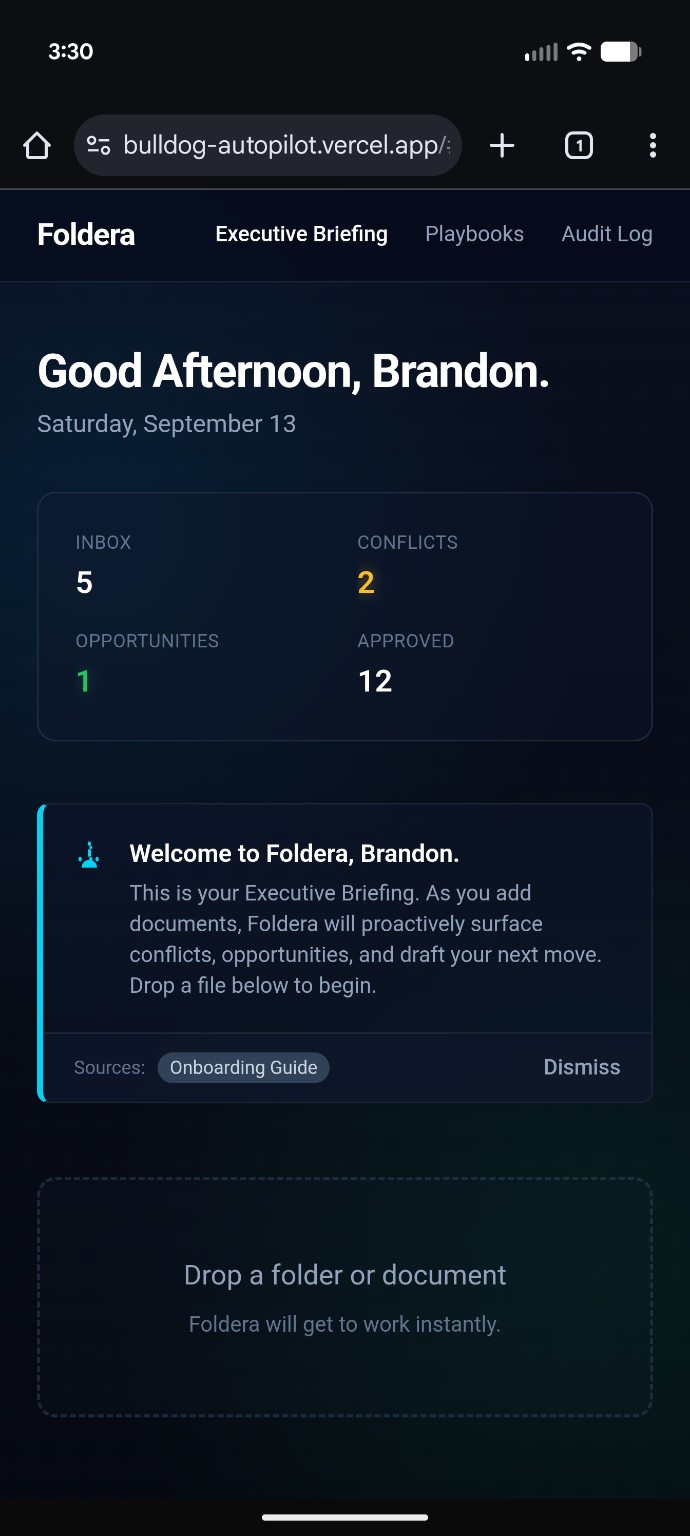 3:30
bulldog-autopilot.vercel.app/
1
Foldera
Executive Briefing
Playbooks
Audit Log
Good Afternoon, Brandon.
Saturday, September 13
INBOX
CONFLICTS
5
2
OPPORTUNITIES
APPROVED
1
12
Welcome to Foldera, Brandon.
This is your Executive Briefing. As you add
documents, Foldera will proactively surface
conflicts, opportunities, and draft your next move.
Drop a file below to begin.
Sources: Onboarding Guide
Dismiss
Drop a folder or document
Foldera will get to work instantly.